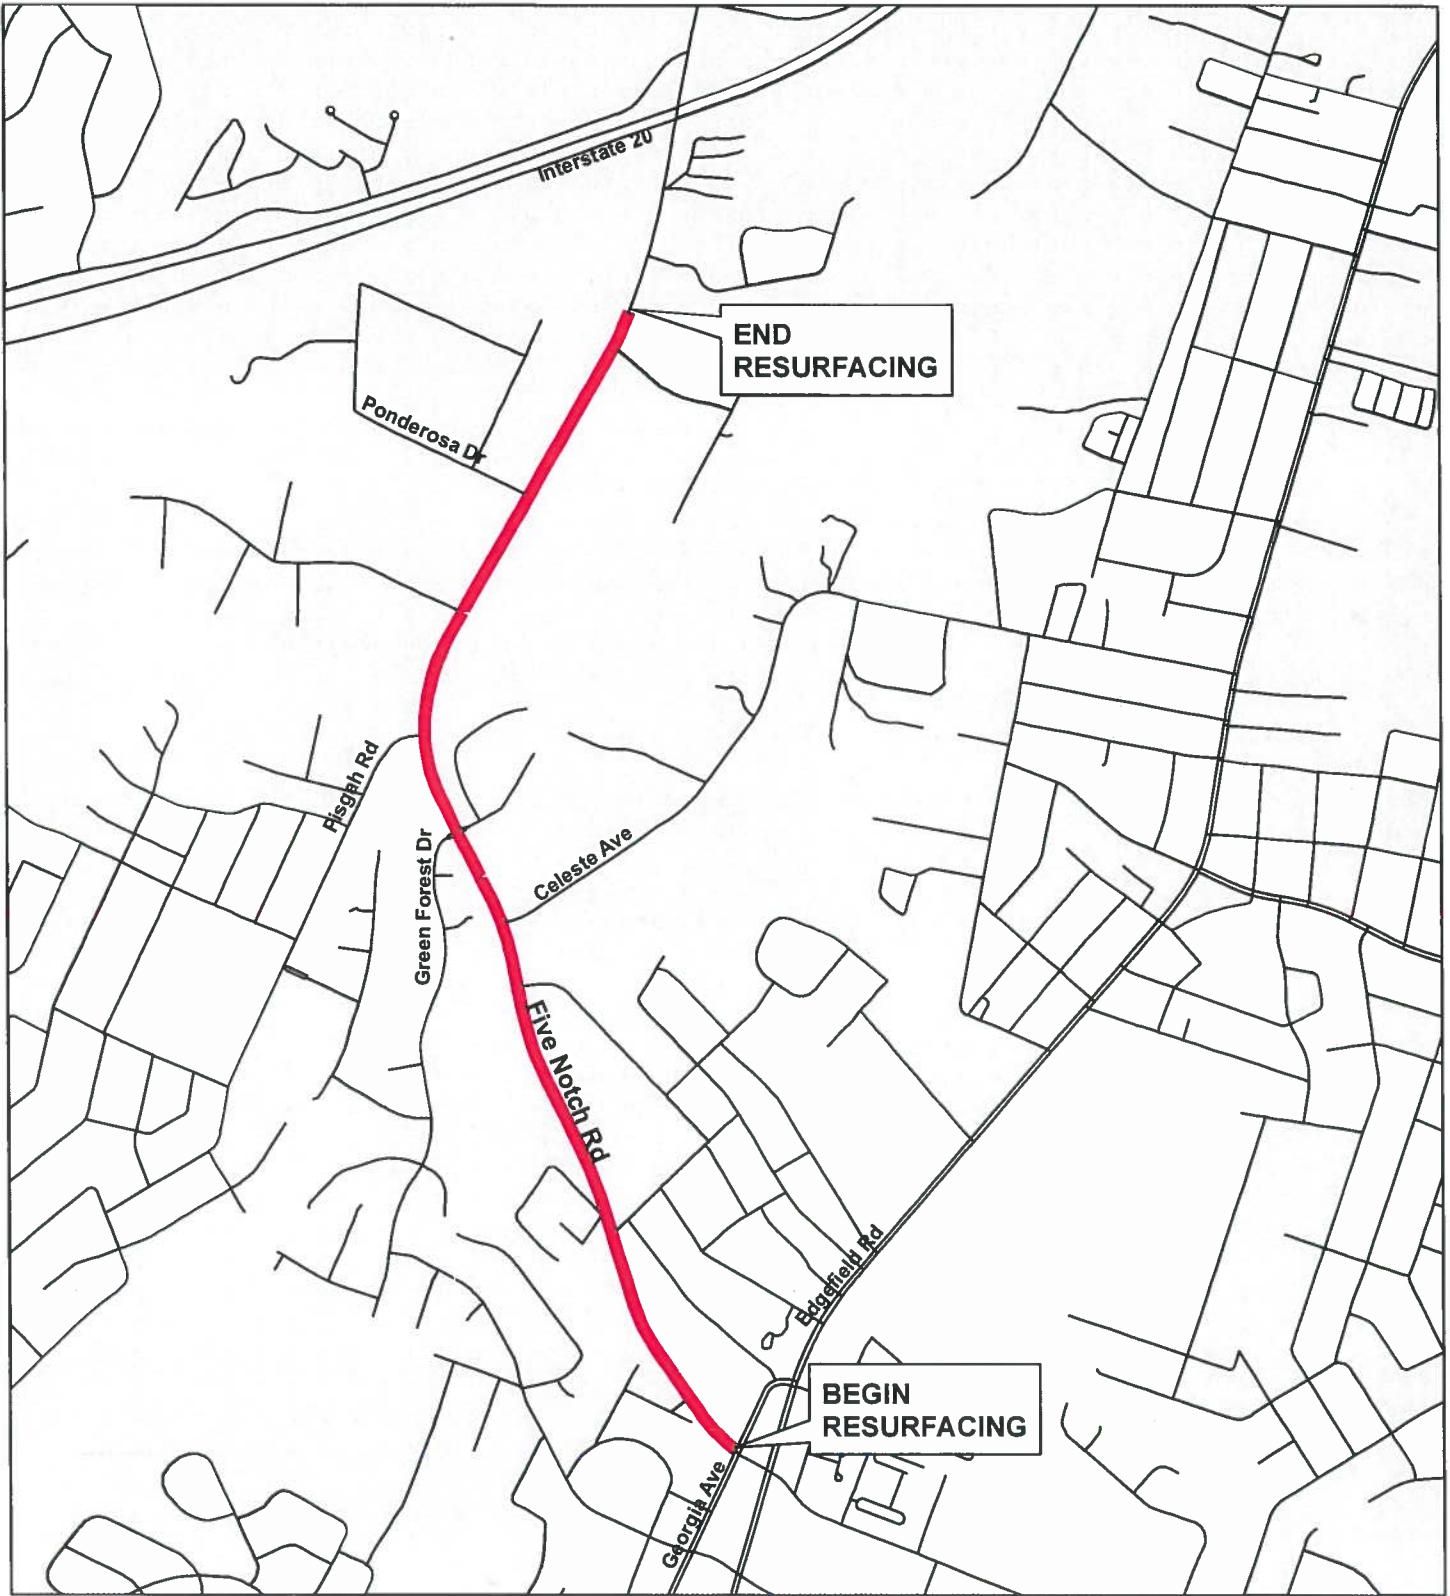 Interstate 20
END
RESURFACING
Ponderosa Dr
Pisgah Rd
Green Forest Dr
Celeste Ave
Five Notch Rd
Edgefield Rd
BEGIN
RESURFACING
Georgia Ave